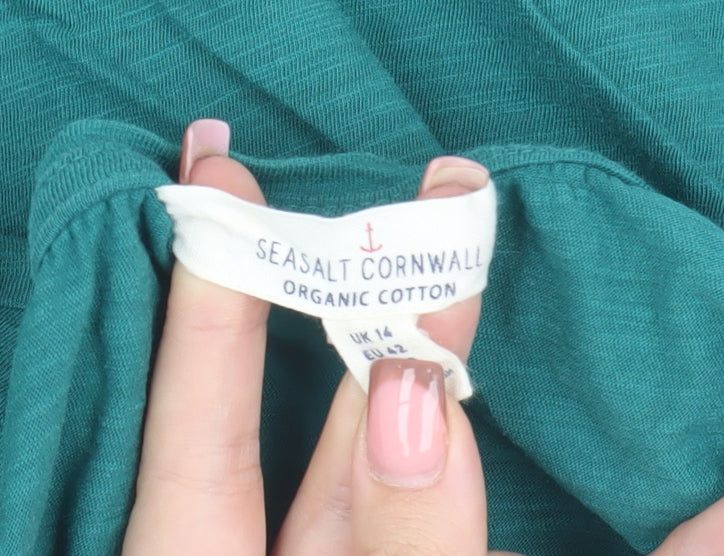 SEASALT CORNWALL
ORGANIC COTTON
UK 14
EU 42